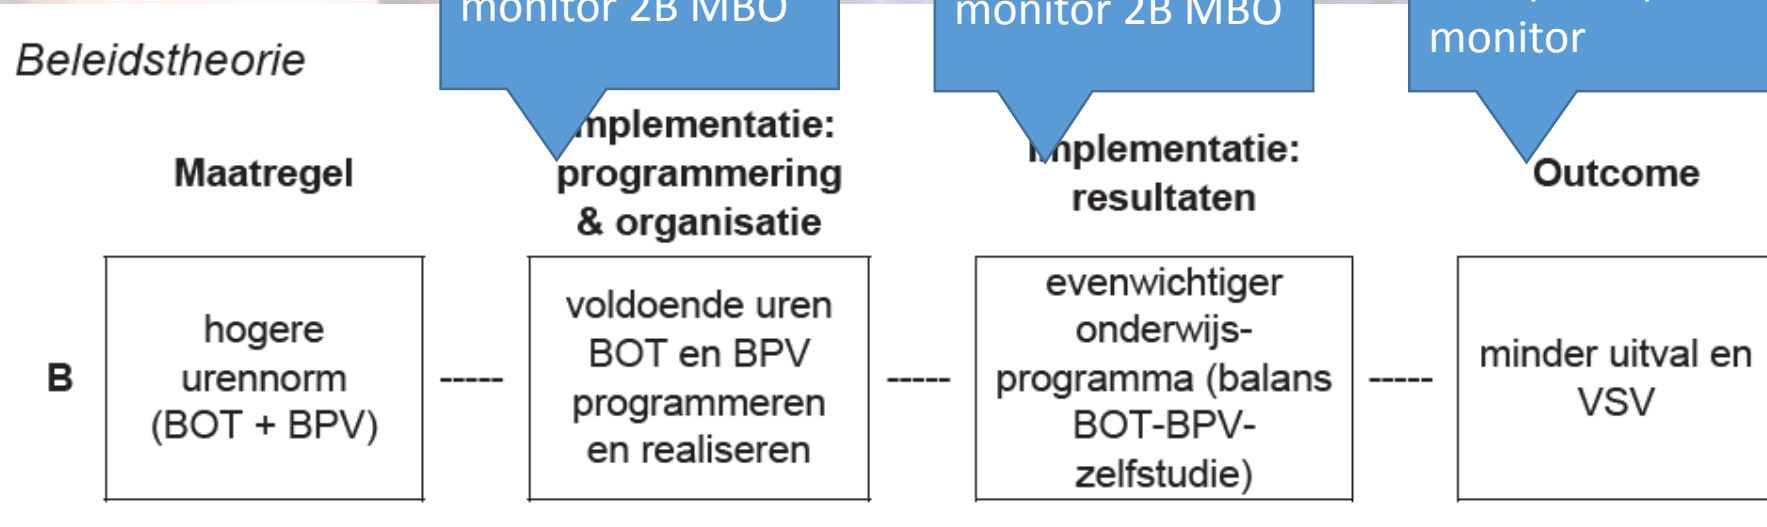 monitor 2B MBO
monitor 2B MBO
monitor
Beleidstheorie
Maatregel
mplementatie:
programmering
& organisatie
mplementatie:
resultaten
Outcome
B
hogere
urennorm
(BOT + BPV)
-----
voldoende uren
BOT en BPV
programmeren
en realiseren
-----
evenwichtiger
onderwijs-
programma (balans
BOT-BPV-
zelfstudie)
-----
minder uitval en
VSV